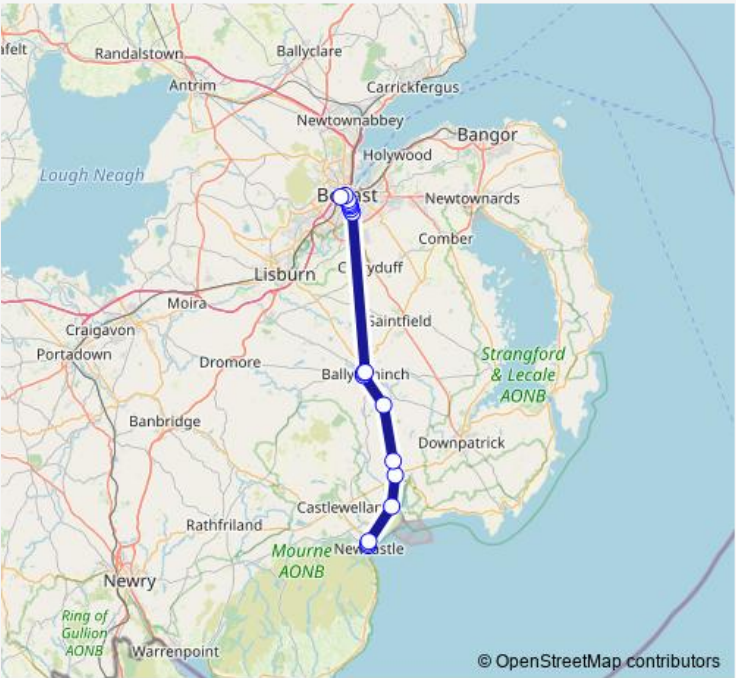 afelt
Randalstown
Ballyclare
Antrim
Carrickfergus
Newtownabbey
Bangor
Holywood
Lough Neagh
Newtownards
Comber
Lisburn
Moira
Saintfield
Craigavon
Portadown
Dromore
Strangford
& Lecale
AONB
Banbridge
Downpatrick
Castlewellan
Rathfriland
Mourne
AONB
Newry
Ring of
Gullion
AONB
Warrenpoint
© OpenStreetMap contributors